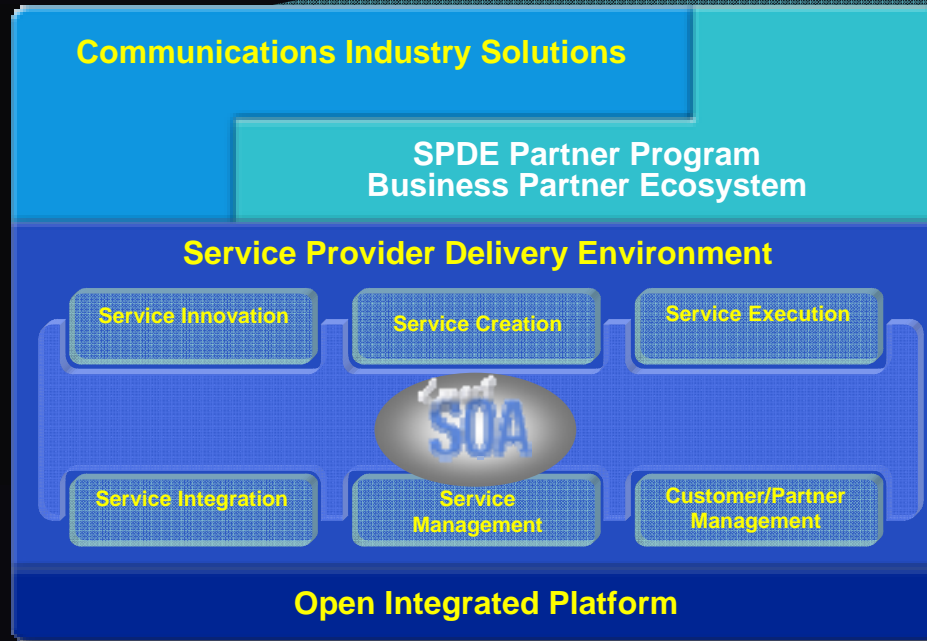 Communications Industry Solutions
SPDE Partner Program
Business Partner Ecosystem
Service Provider Delivery Environment
Service Innovation
Service Creation
Service Execution
Smart
SOA
Service Integration
Service
Management
Customer/Partner
Management
Open Integrated Platform